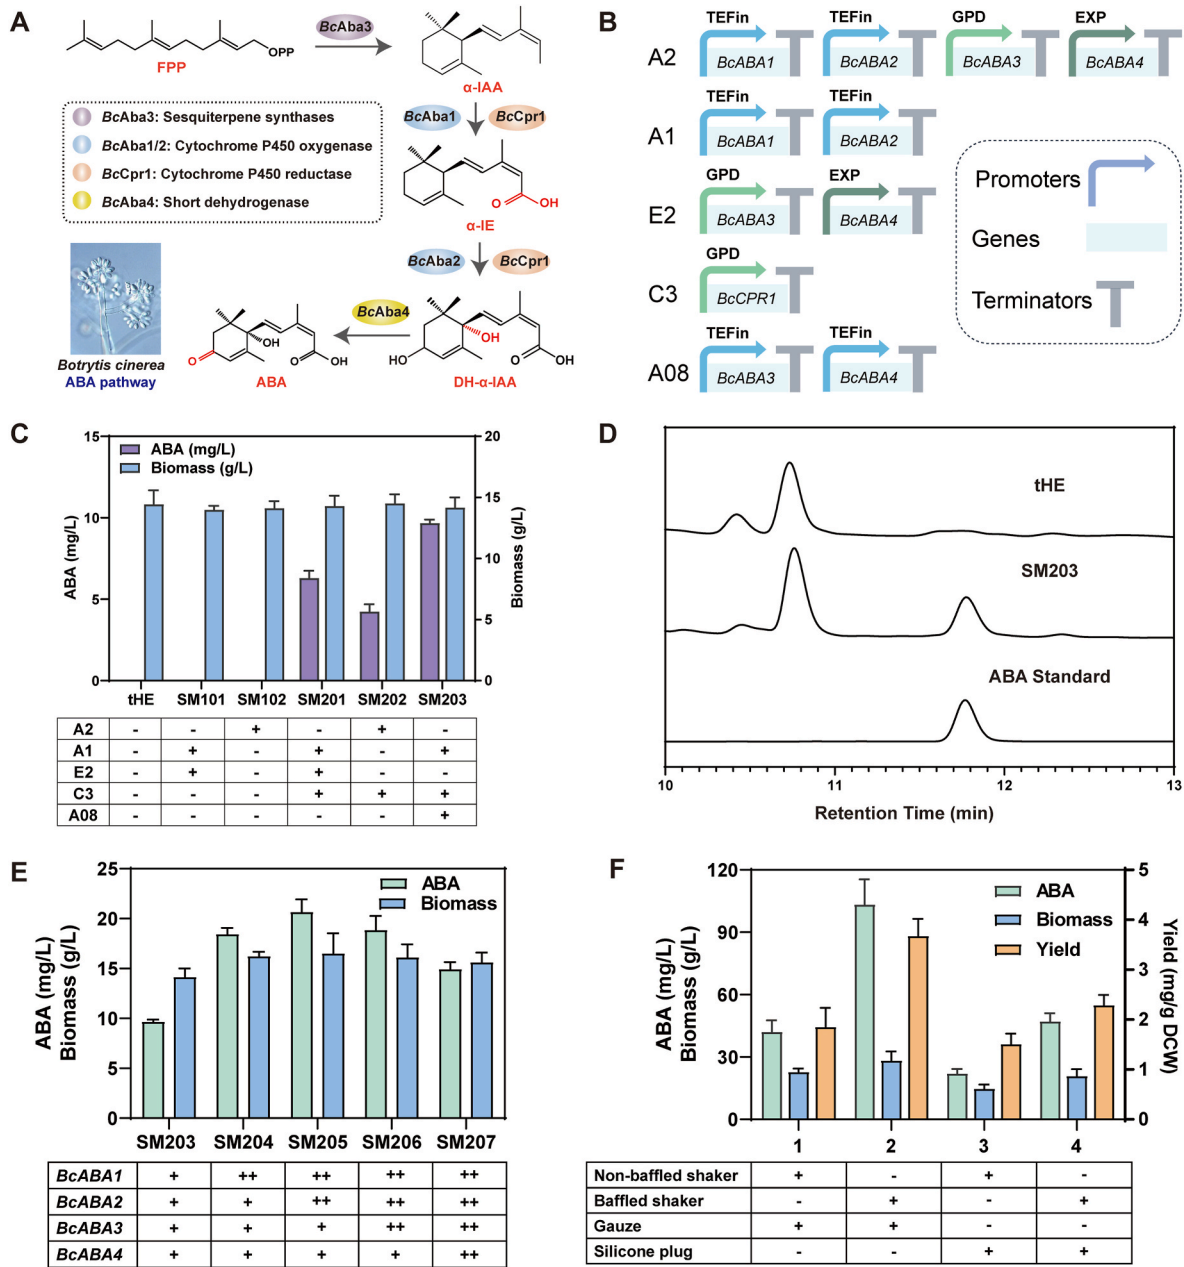 A
FPP
OPP
BcAba3
α-IAA
BcAba3: Sesquiterpene synthases
BcAba1/2: Cytochrome P450 oxygenase
BcCpr1: Cytochrome P450 reductase
BcAba4: Short dehydrogenase
BcAba1
BcCpr1
O
OH
α-IE
BcAba2
BcCpr1
BcAba4
Botrytis cinerea
ABA pathway
O
OH
O
OH
ABA
HO
OH
O
OH
DH-α-IAA
B
A2
TEFin
TEFin
GPD
EXP
BcABA1
BcABA2
BcABA3
BcABA4
A1
TEFin
TEFin
BcABA1
BcABA2
E2
GPD
EXP
BcABA3
BcABA4
C3
GPD
BcCPR1
A08
TEFin
TEFin
BcABA3
BcABA4
Promoters
Genes
Terminators
C
ABA (mg/L)
Biomass (g/L)
ABA (mg/L)
15
10
5
0
Biomass (g/L)
20
15
10
5
0
tHE SM101 SM102 SM201 SM202 SM203
A2 - - + - + -
A1 - + - + - +
E2 - + - + - -
C3 - - - + + +
A08 - - - - - +
D
tHE
SM203
ABA Standard
10 11 12 13
Retention Time (min)
E
ABA
Biomass
ABA (mg/L)
Biomass (g/L)
25
20
15
10
5
0
SM203 SM204 SM205 SM206 SM207
BcABA1 + ++ ++ ++ ++
BcABA2 + + ++ ++ ++
BcABA3 + + + ++ ++
BcABA4 + + + + ++
F
ABA
Biomass
Yield
ABA (mg/L)
Biomass (g/L)
120
90
60
30
0
Yield (mg/g DCW)
5
4
3
2
1
0
1 2 3 4
Non-baffled shaker + - + -
Baffled shaker - + - +
Gauze + + - -
Silicone plug - - + +